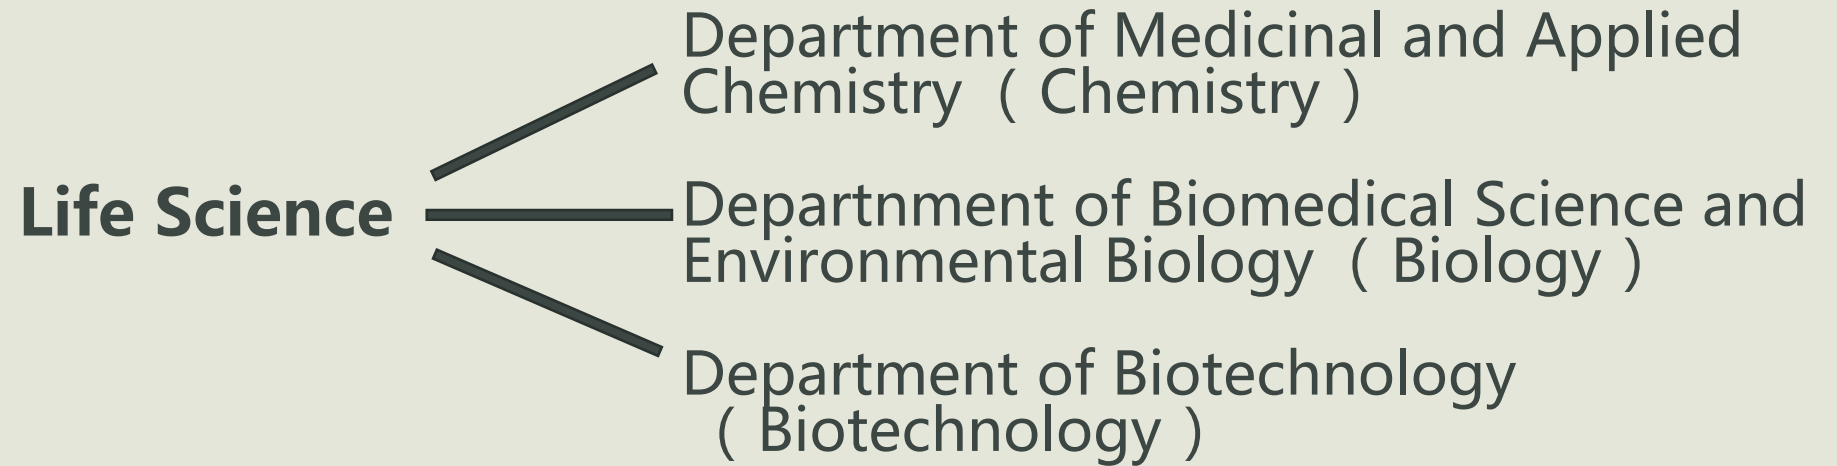 Life Science
Department of Medicinal and Applied
Chemistry （ Chemistry ）
Departnment of Biomedical Science and
Environmental Biology （ Biology ）
Department of Biotechnology
（ Biotechnology ）